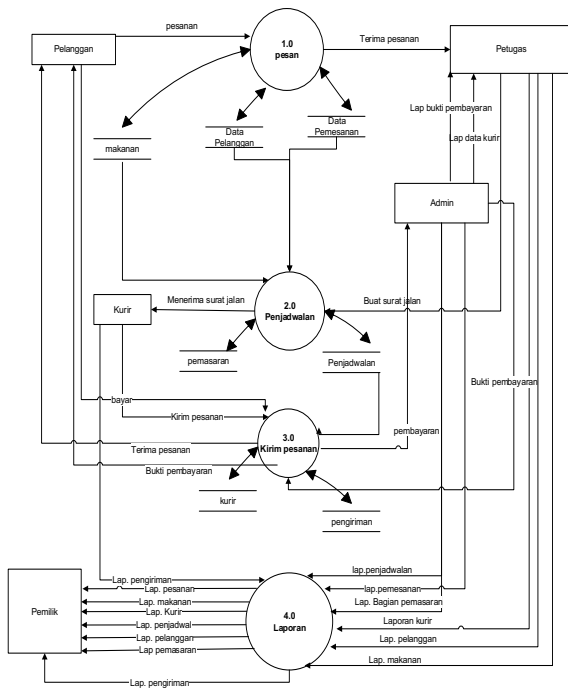 pesanan
1.0
pesan
Terima pesanan
Pelanggan
Petugas
makanan
Data
Pelanggan
Data
Pemesanan
Lap bukti pembayaran
Lap data kurir
Admin
Kurir
Menerima surat jalan
2.0
Penjadwalan
Buat surat jalan
pemasaran
Penjadwalan
Bukti pembayaran
bayar
Kirim pesanan
pembayaran
3.0
Kirim pesanan
Terima pesanan
Bukti pembayaran
kurir
pengiriman
Lap. pengiriman
lap.penjadwalan
Lap. pesanan
lap.pemesanan
Lap. makanan
Lap. Bagian pemasaran
Pemilik
Lap. Kurir
4.0
Laporan
Laporan kurir
Lap. penjadwal
Lap. pelanggan
Lap. pelanggan
Lap pemasaran
Lap. makanan
Lap. pengiriman